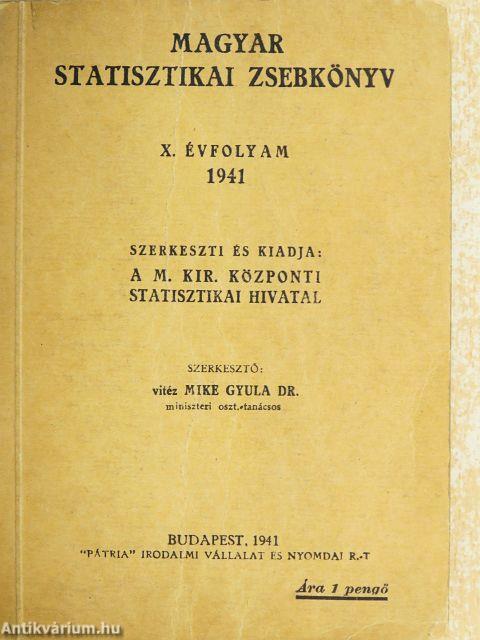 MAGYAR
STATISZTIKAI ZSEBKÖNYV
X. ÉVFOLYAM
1941
SZERKESZTI ÉS KIADJA:
A M. KIR. KÖZPONTI
STATISZTIKAI HIVATAL
SZERKESZTŐ:
vitéz MIKE GYULA DR.
miniszteri oszt.-tanácsos
BUDAPEST, 1941
"PÁTRIA" IRODALMI VÁLLALAT ÉS NYOMDAI R.-T
Ára 1 pengő
Antikvárium.hu